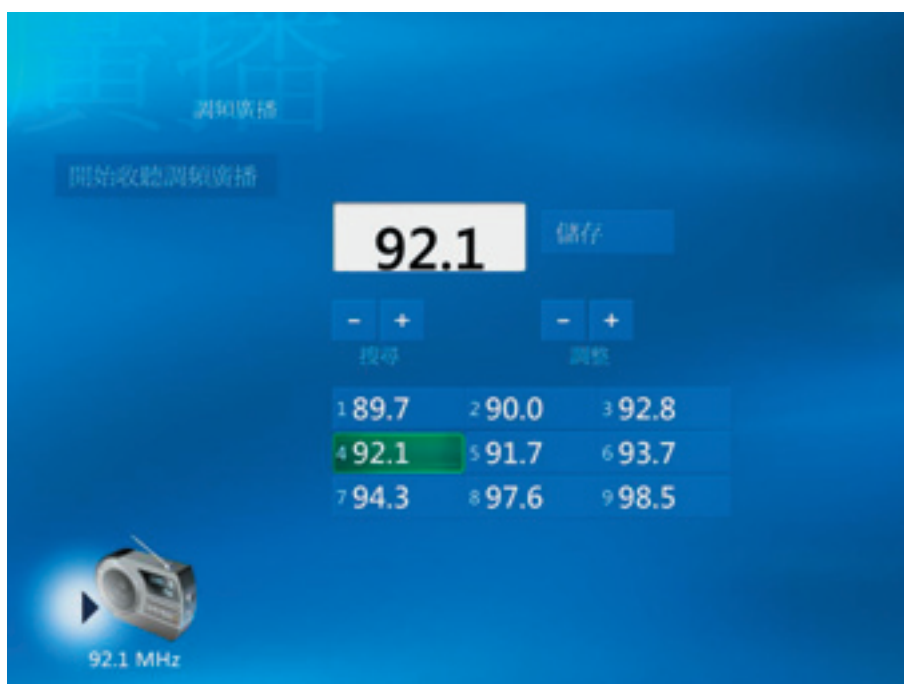 廣播
調頻廣播
開始收聽調頻廣播
92.1
儲存
- +
- +
搜尋
調整
1 89.7 2 90.0 3 92.8
4 92.1 5 91.7 6 93.7
7 94.3 8 97.6 9 98.5
92.1 MHz